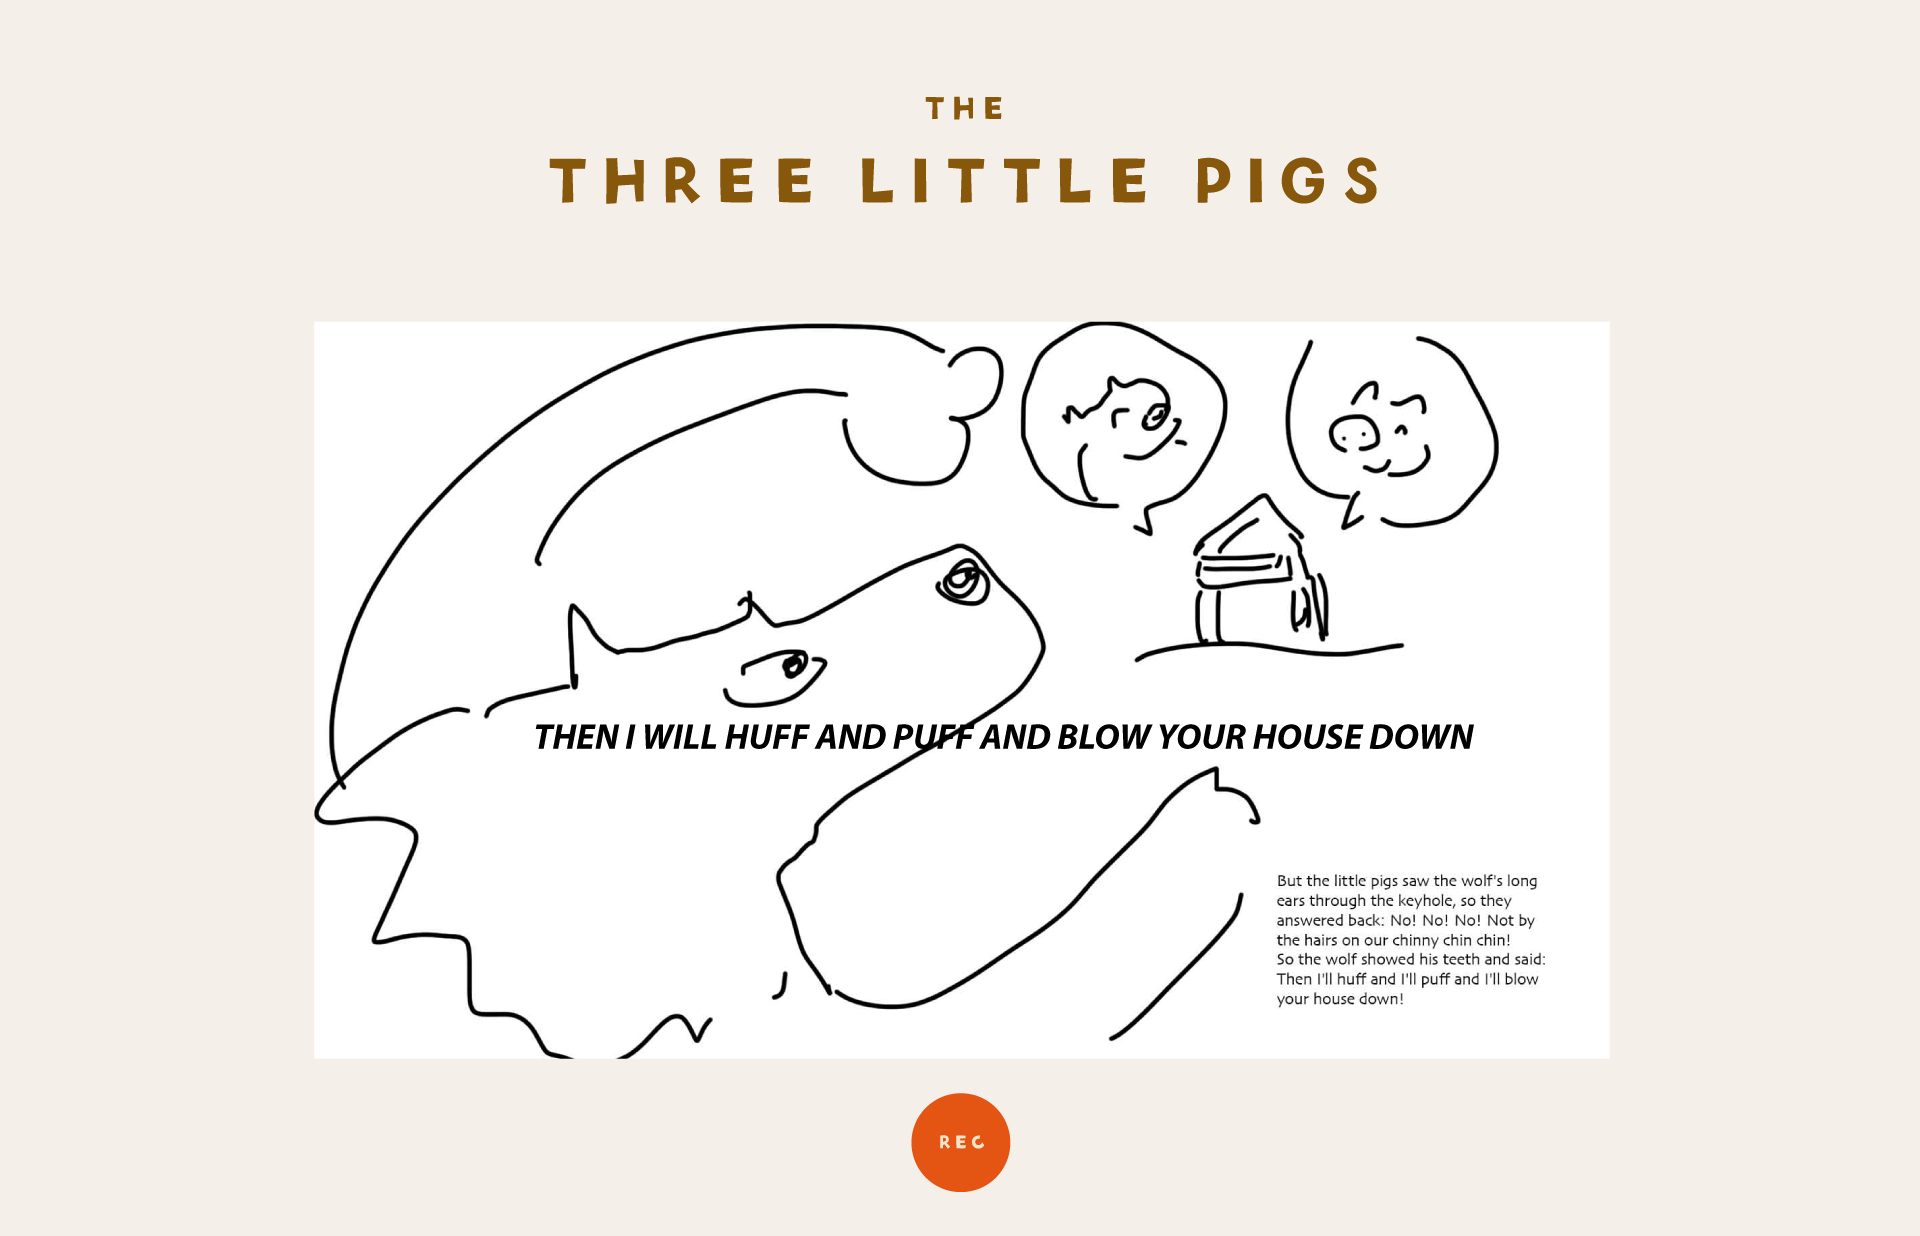 THE
THREE LITTLE PIGS
THEN I WILL HUFF AND PUFF AND BLOW YOUR HOUSE DOWN
But the little pigs saw the wolf's long
ears through the keyhole, so they
answered back: No! No! No! Not by
the hairs on our chinny chin chin!
So the wolf showed his teeth and said:
Then I'll huff and I'll puff and I'll blow
your house down!
REC